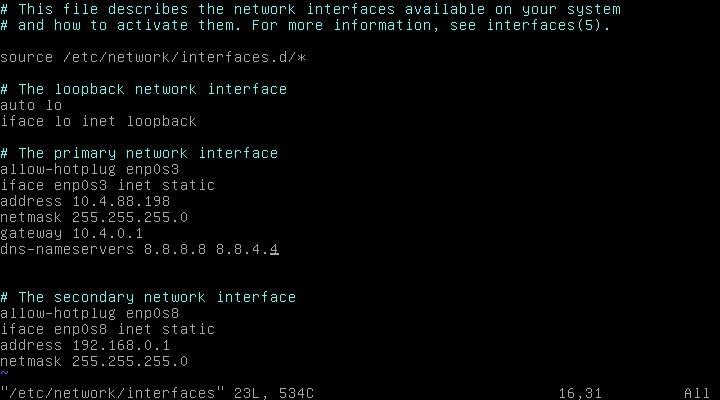 # This file describes the network interfaces available on your system
# and how to activate them. For more information, see interfaces(5).
source /etc/network/interfaces.d/*
# The loopback network interface
auto lo
iface lo inet loopback
# The primary network interface
allow-hotplug enp0s3
iface enp0s3 inet static
address 10.4.88.198
netmask 255.255.255.0
gateway 10.4.0.1
dns-nameservers 8.8.8.8 8.8.4.4
# The secondary network interface
allow-hotplug enp0s8
iface enp0s8 inet static
address 192.168.0.1
netmask 255.255.255.0
~
"/etc/network/interfaces" 23L, 534C 16,31 All